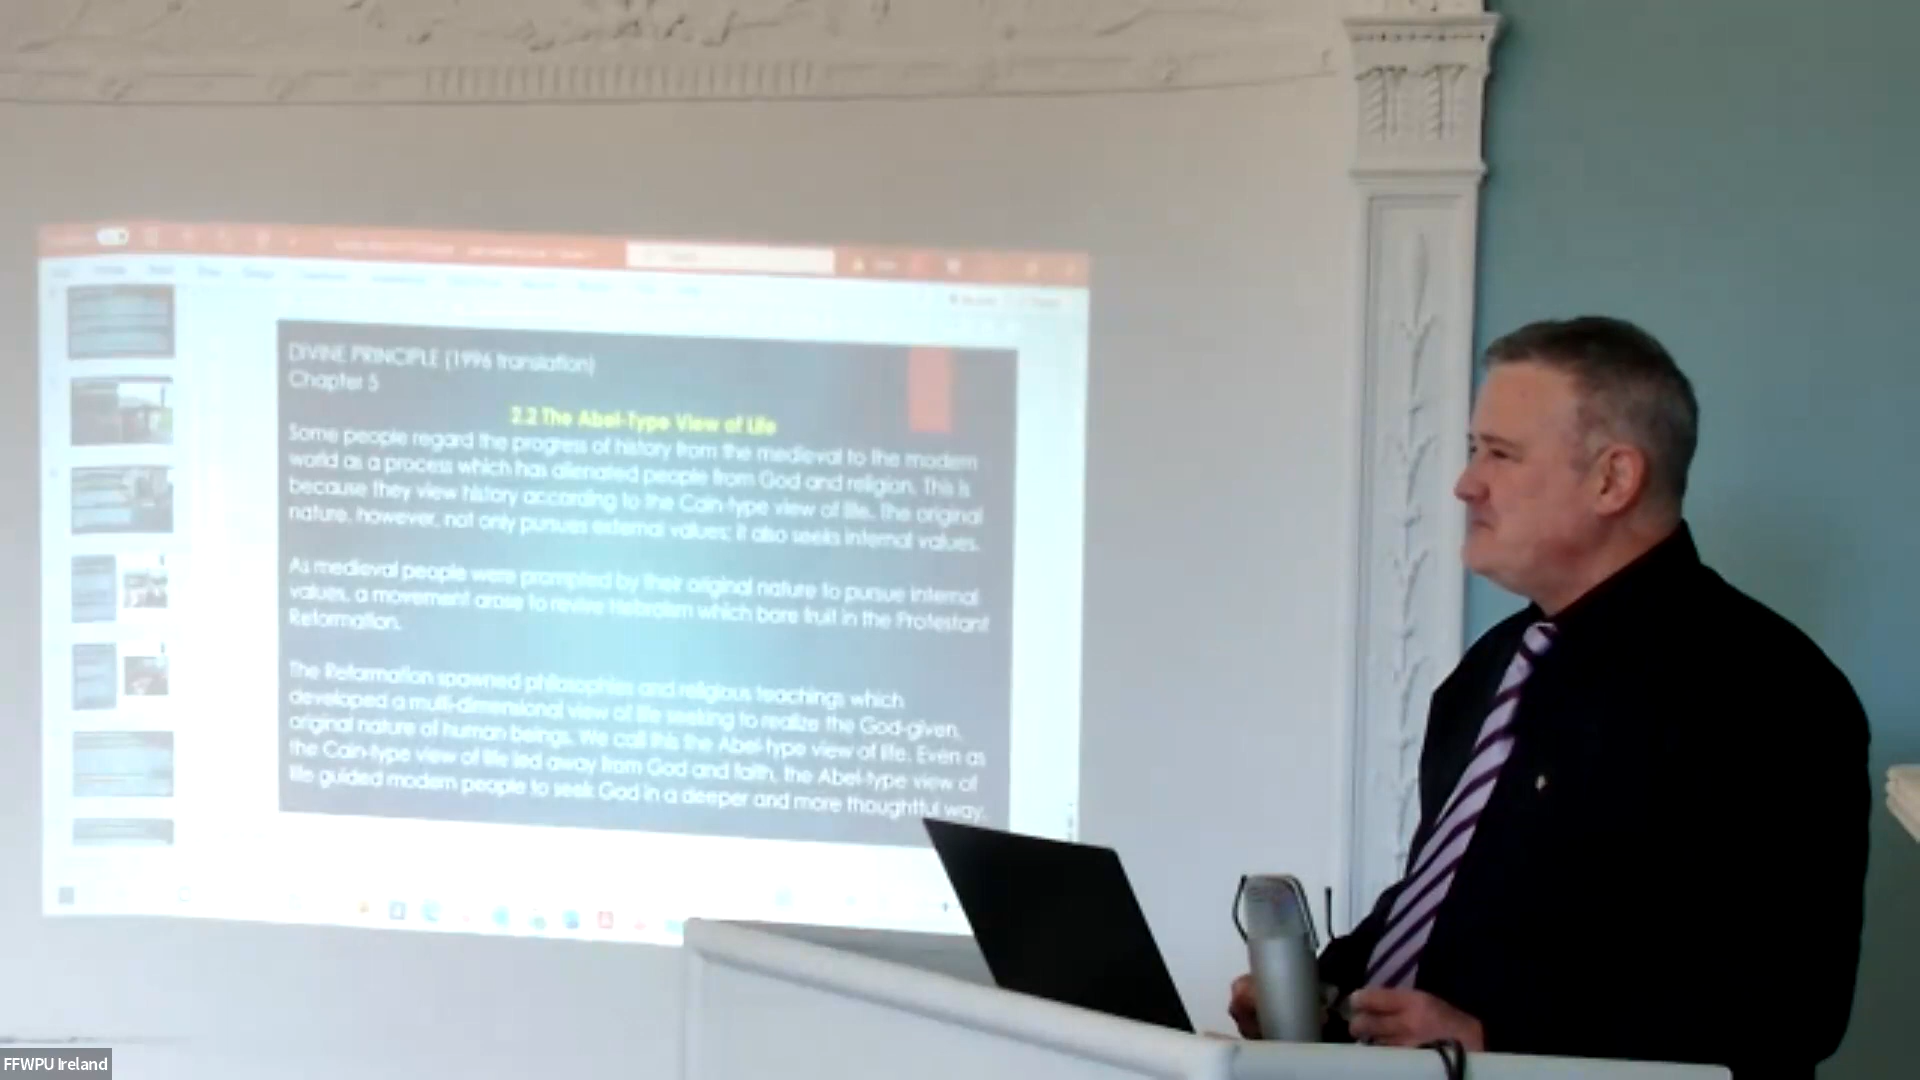 DIVINE PRINCIPLE (1996 translation)
Chapter 5
2.2 The Abel-Type View of Life
Some people regard the progress of history from the medieval to the modern
world as a process which has alienated people from God and religion. This is
because they view history according to the Cain-type view of life. The original
nature, however, not only pursues external values; it also seeks internal values.
As medieval people were prompted by their original nature to pursue internal
values, a movement arose to revive Hebraism which bore fruit in the Protestant
Reformation.
The Reformation spawned philosophies and religious teachings which
developed a multi-dimensional view of life seeking to realize the God-given,
original nature of human beings. We call this the Abel-type view of life. Even as
the Cain-type view of life led away from God and faith, the Abel-type view of
life guided modern people to seek God in a deeper and more thoughtful way.
FFWPU Ireland